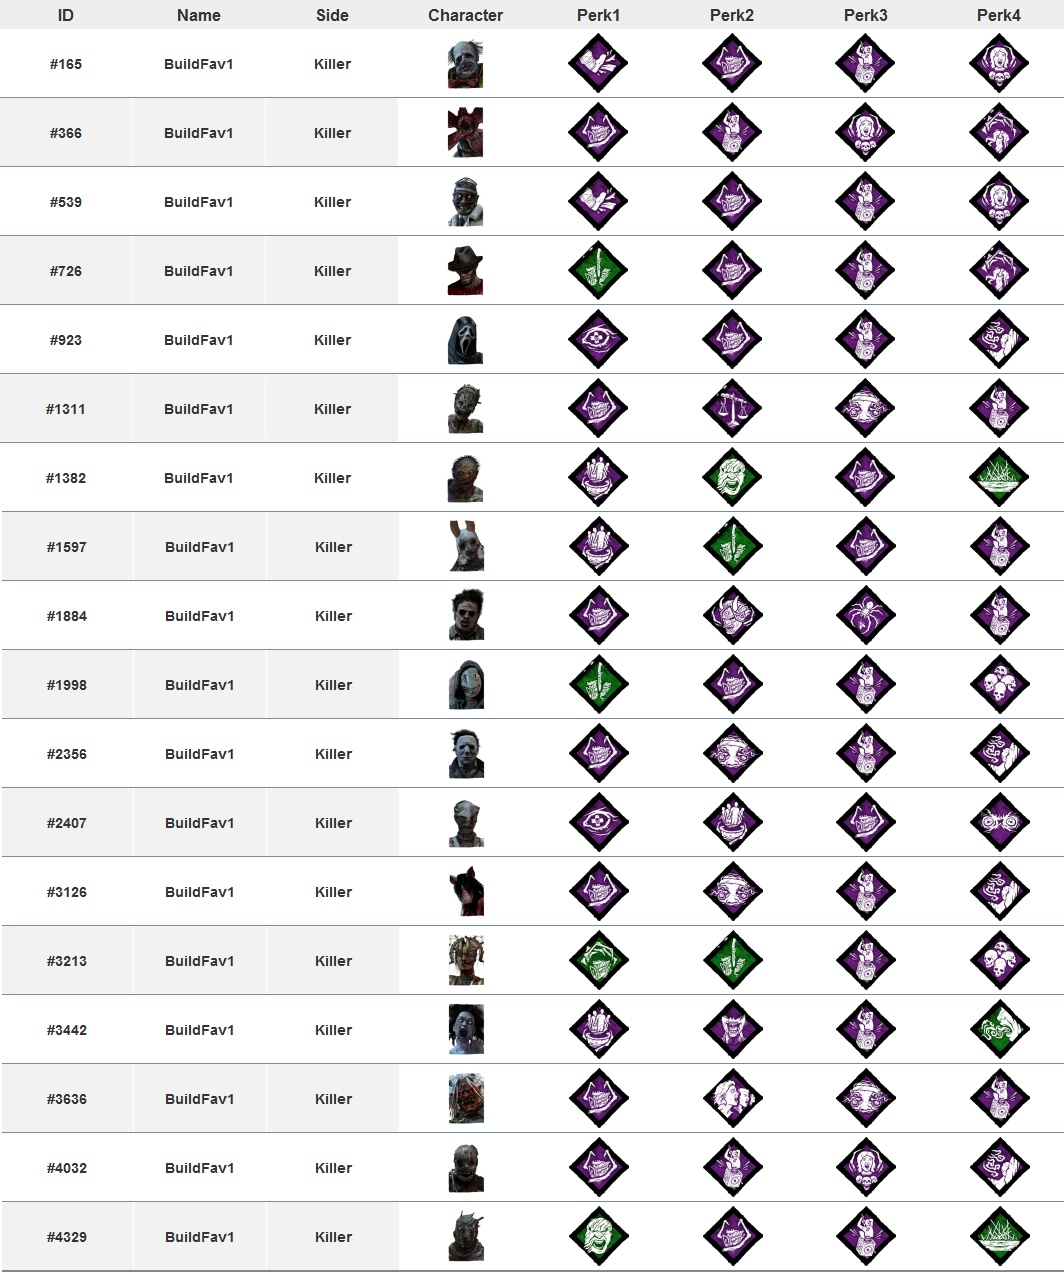 ID Name Side Character Perk1 Perk2 Perk3 Perk4
#165 BuildFav1 Killer
#366 BuildFav1 Killer
#539 BuildFav1 Killer
#726 BuildFav1 Killer
#923 BuildFav1 Killer
#1311 BuildFav1 Killer
#1382 BuildFav1 Killer
#1597 BuildFav1 Killer
#1884 BuildFav1 Killer
#1998 BuildFav1 Killer
#2356 BuildFav1 Killer
#2407 BuildFav1 Killer
#3126 BuildFav1 Killer
#3213 BuildFav1 Killer
#3442 BuildFav1 Killer
#3636 BuildFav1 Killer
#4032 BuildFav1 Killer
#4329 BuildFav1 Killer